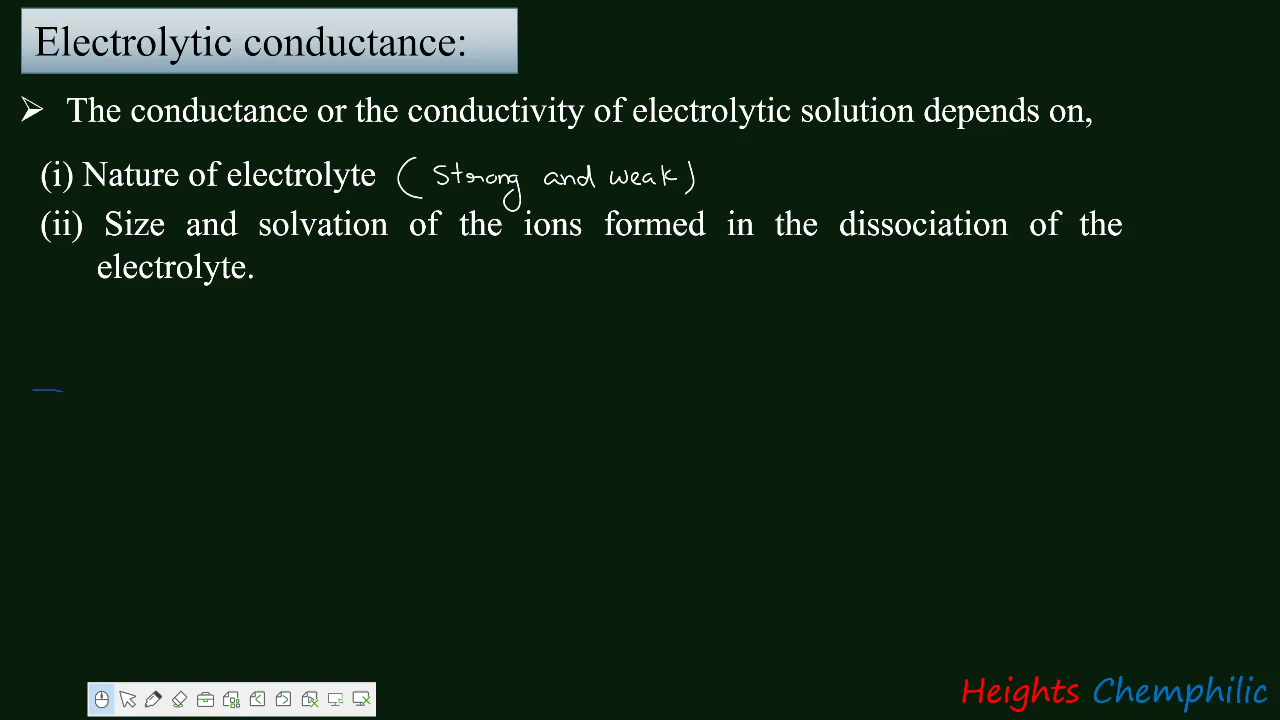 Electrolytic conductance:
➢ The conductance or the conductivity of electrolytic solution depends on,
(i) Nature of electrolyte (Strong and weak)
(ii) Size and solvation of the ions formed in the dissociation of the
electrolyte.
Heights Chemphilic